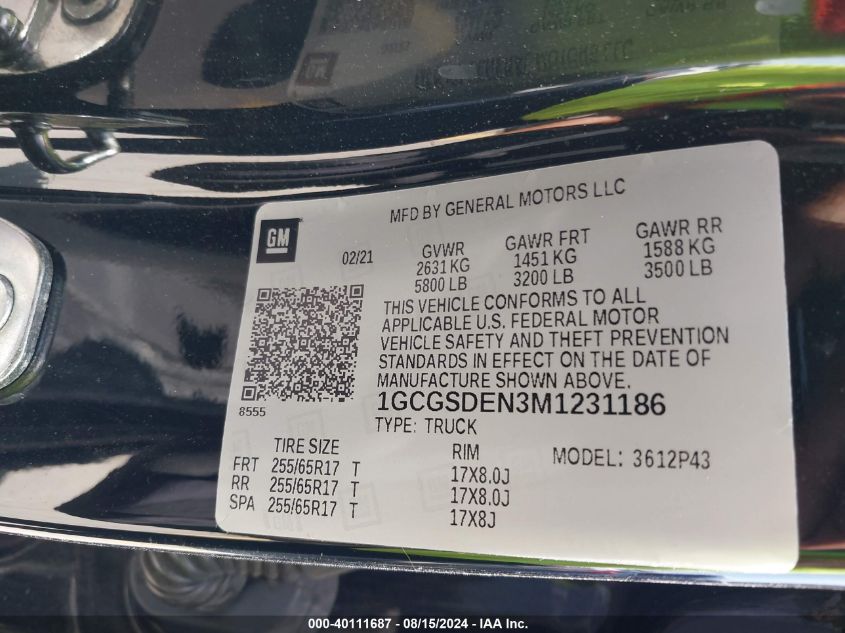 MFD BY GENERAL MOTORS LLC
GM
02/21
GVWR GAWR FRT GAWR RR
2631 KG 1451 KG 1588 KG
5800 LB 3200 LB 3500 LB
THIS VEHICLE CONFORMS TO ALL
APPLICABLE U.S. FEDERAL MOTOR
VEHICLE SAFETY AND THEFT PREVENTION
STANDARDS IN EFFECT ON THE DATE OF
MANUFACTURE SHOWN ABOVE.
8555
1GCGSDEN3M1231186
TYPE: TRUCK
TIRE SIZE RIM MODEL: 3612P43
FRT 255/65R17 T 17X8.0J
RR 255/65R17 T 17X8.0J
SPA 255/65R17 T 17X8J
000-40111687 - 08/15/2024 - IAA Inc.